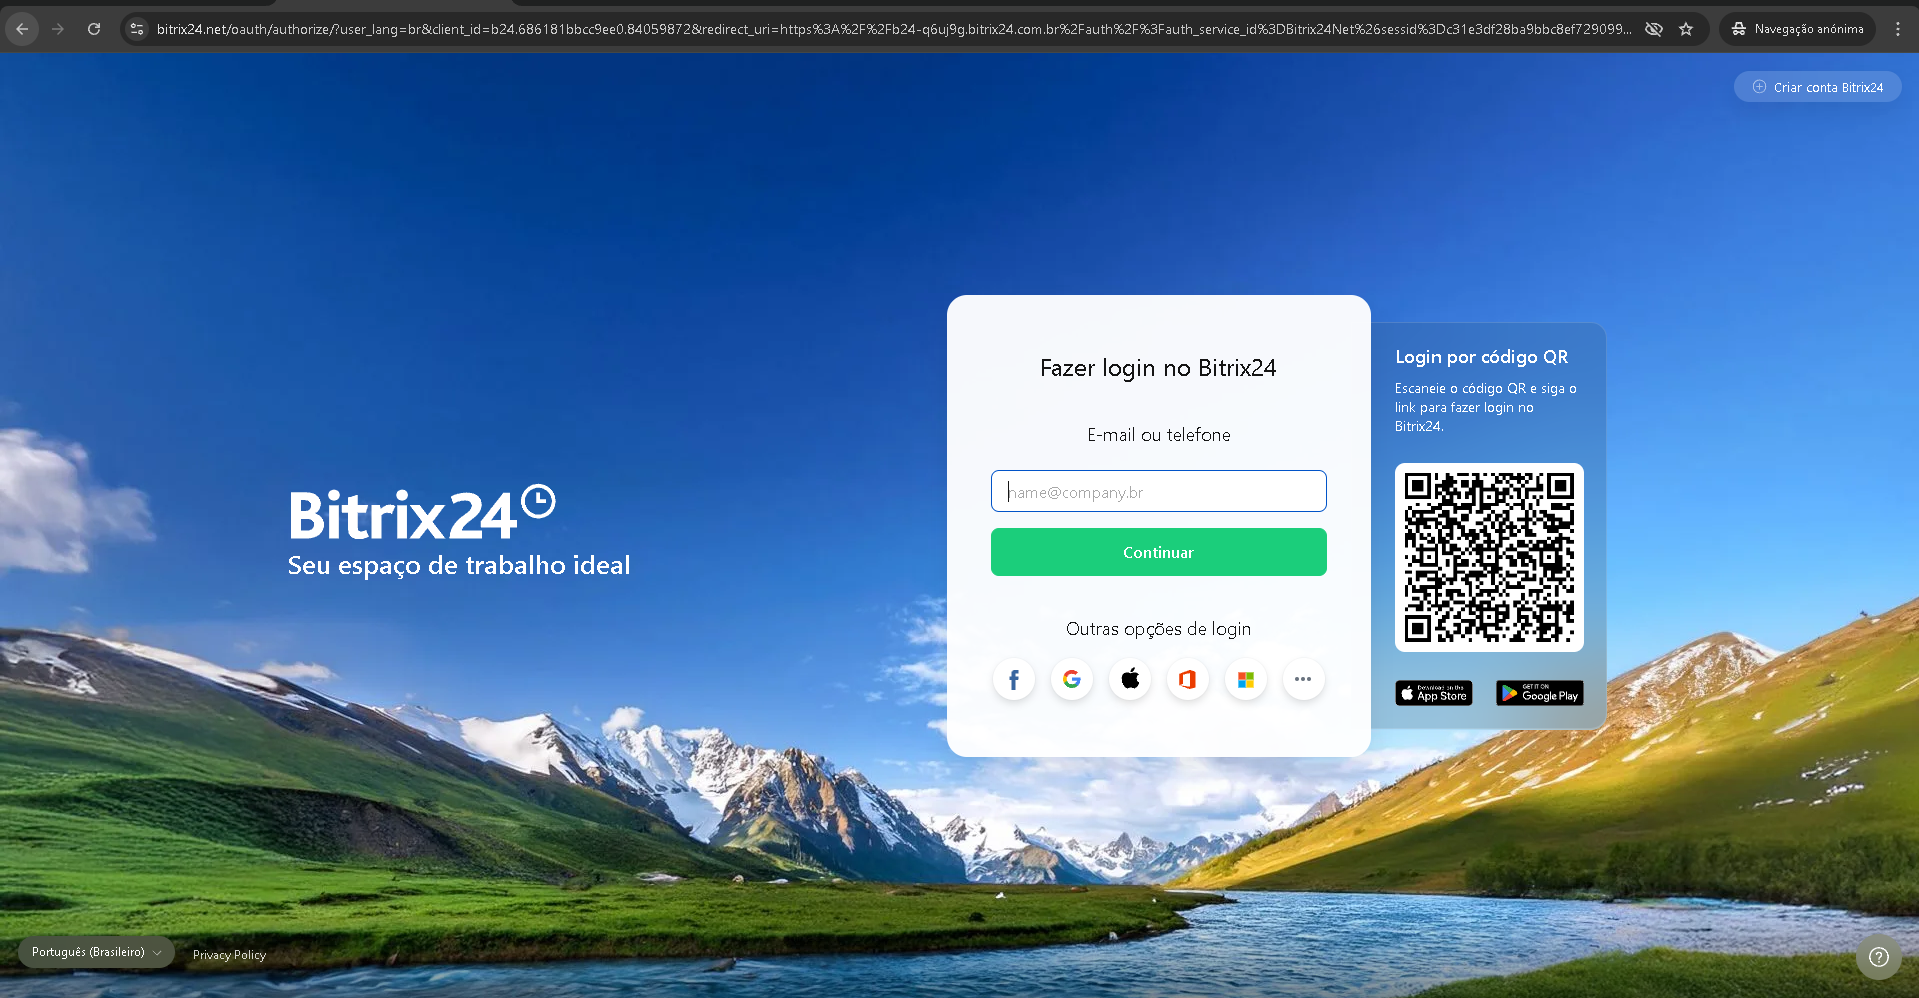 bitrix24.net/oauth/authorize/?user_lang=br&client_id=b24.686181bbcc9ee0.84059872&redirect_uri=https%3A%2F%2Fb24-q6uj9g.bitrix24.com.br%2Fauth%2F%3Fauth_service_id%3DBitrix24Net%26sessid%3Dc31e3df28ba9bbc8ef729099...
Navegação anônima
Criar conta Bitrix24
Bitrix24
Seu espaço de trabalho ideal
Fazer login no Bitrix24
E-mail ou telefone
name@company.br
Continuar
Outras opções de login
Login por código QR
Escaneie o código QR e siga o
link para fazer login no
Bitrix24.
Download on the
App Store
GET IT ON
Google Play
Português (Brasileiro)
Privacy Policy